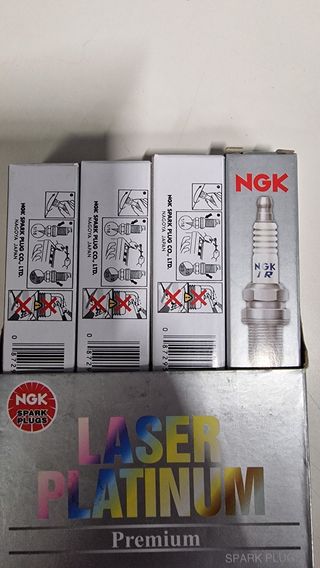 NGK SPARK PLUG CO., LTD.
NAGOYA JAPAN
NGK SPARK PLUG CO., LTD.
NAGOYA JAPAN
NGK SPARK PLUG CO., LTD.
NAGOYA JAPAN
NGK
NGK
IR
NGK
SPARK
PLUGS
LASER
PLATINUM
Premium
SPARK PLUG